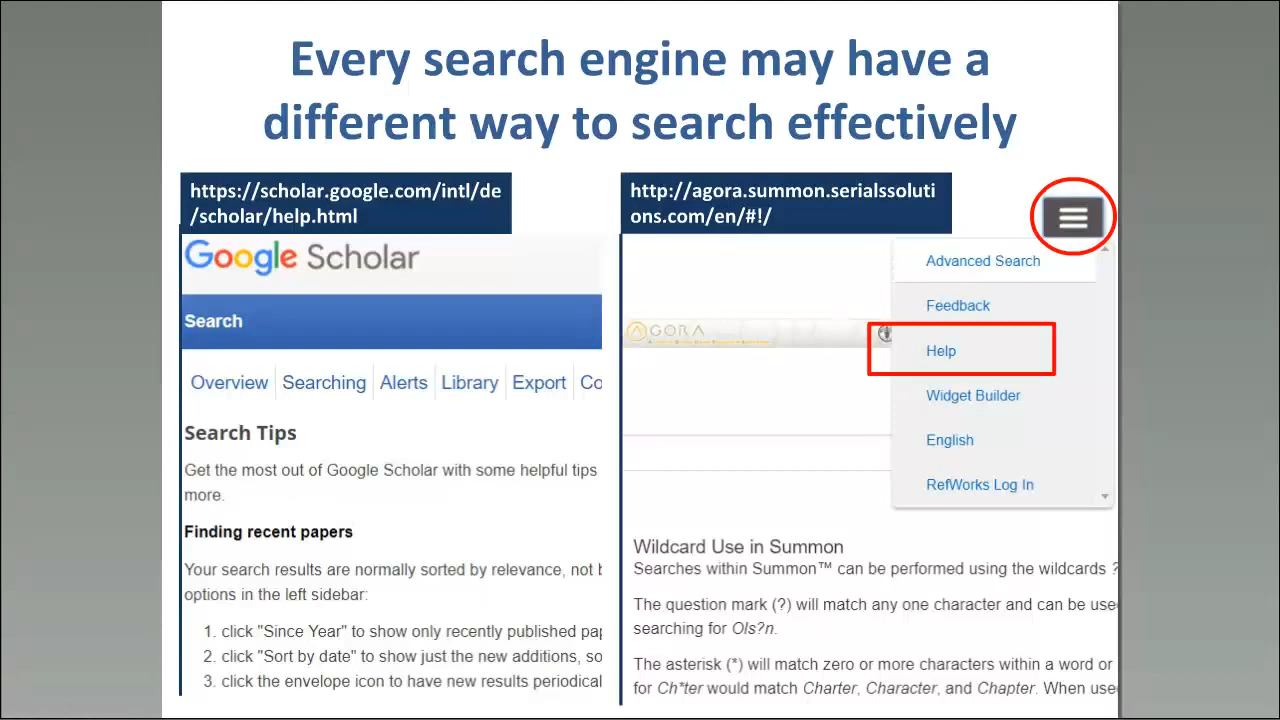 Every search engine may have a
different way to search effectively
https://scholar.google.com/intl/de
/scholar/help.html
Google Scholar
Search
Overview Searching Alerts Library Export Co
Search Tips
Get the most out of Google Scholar with some helpful tips
more.
Finding recent papers
Your search results are normally sorted by relevance, not b
options in the left sidebar:
1. click "Since Year" to show only recently published pap
2. click "Sort by date" to show just the new additions, so
3. click the envelope icon to have new results periodical
http://agora.summon.serialssoluti
ons.com/en/#!/
AGORA
Advanced Search
Feedback
Help
Widget Builder
English
RefWorks Log In
Wildcard Use in Summon
Searches within Summon™ can be performed using the wildcards ?
The question mark (?) will match any one character and can be use
searching for Ols?n.
The asterisk (*) will match zero or more characters within a word or
for Ch*ter would match Charter, Character, and Chapter. When use